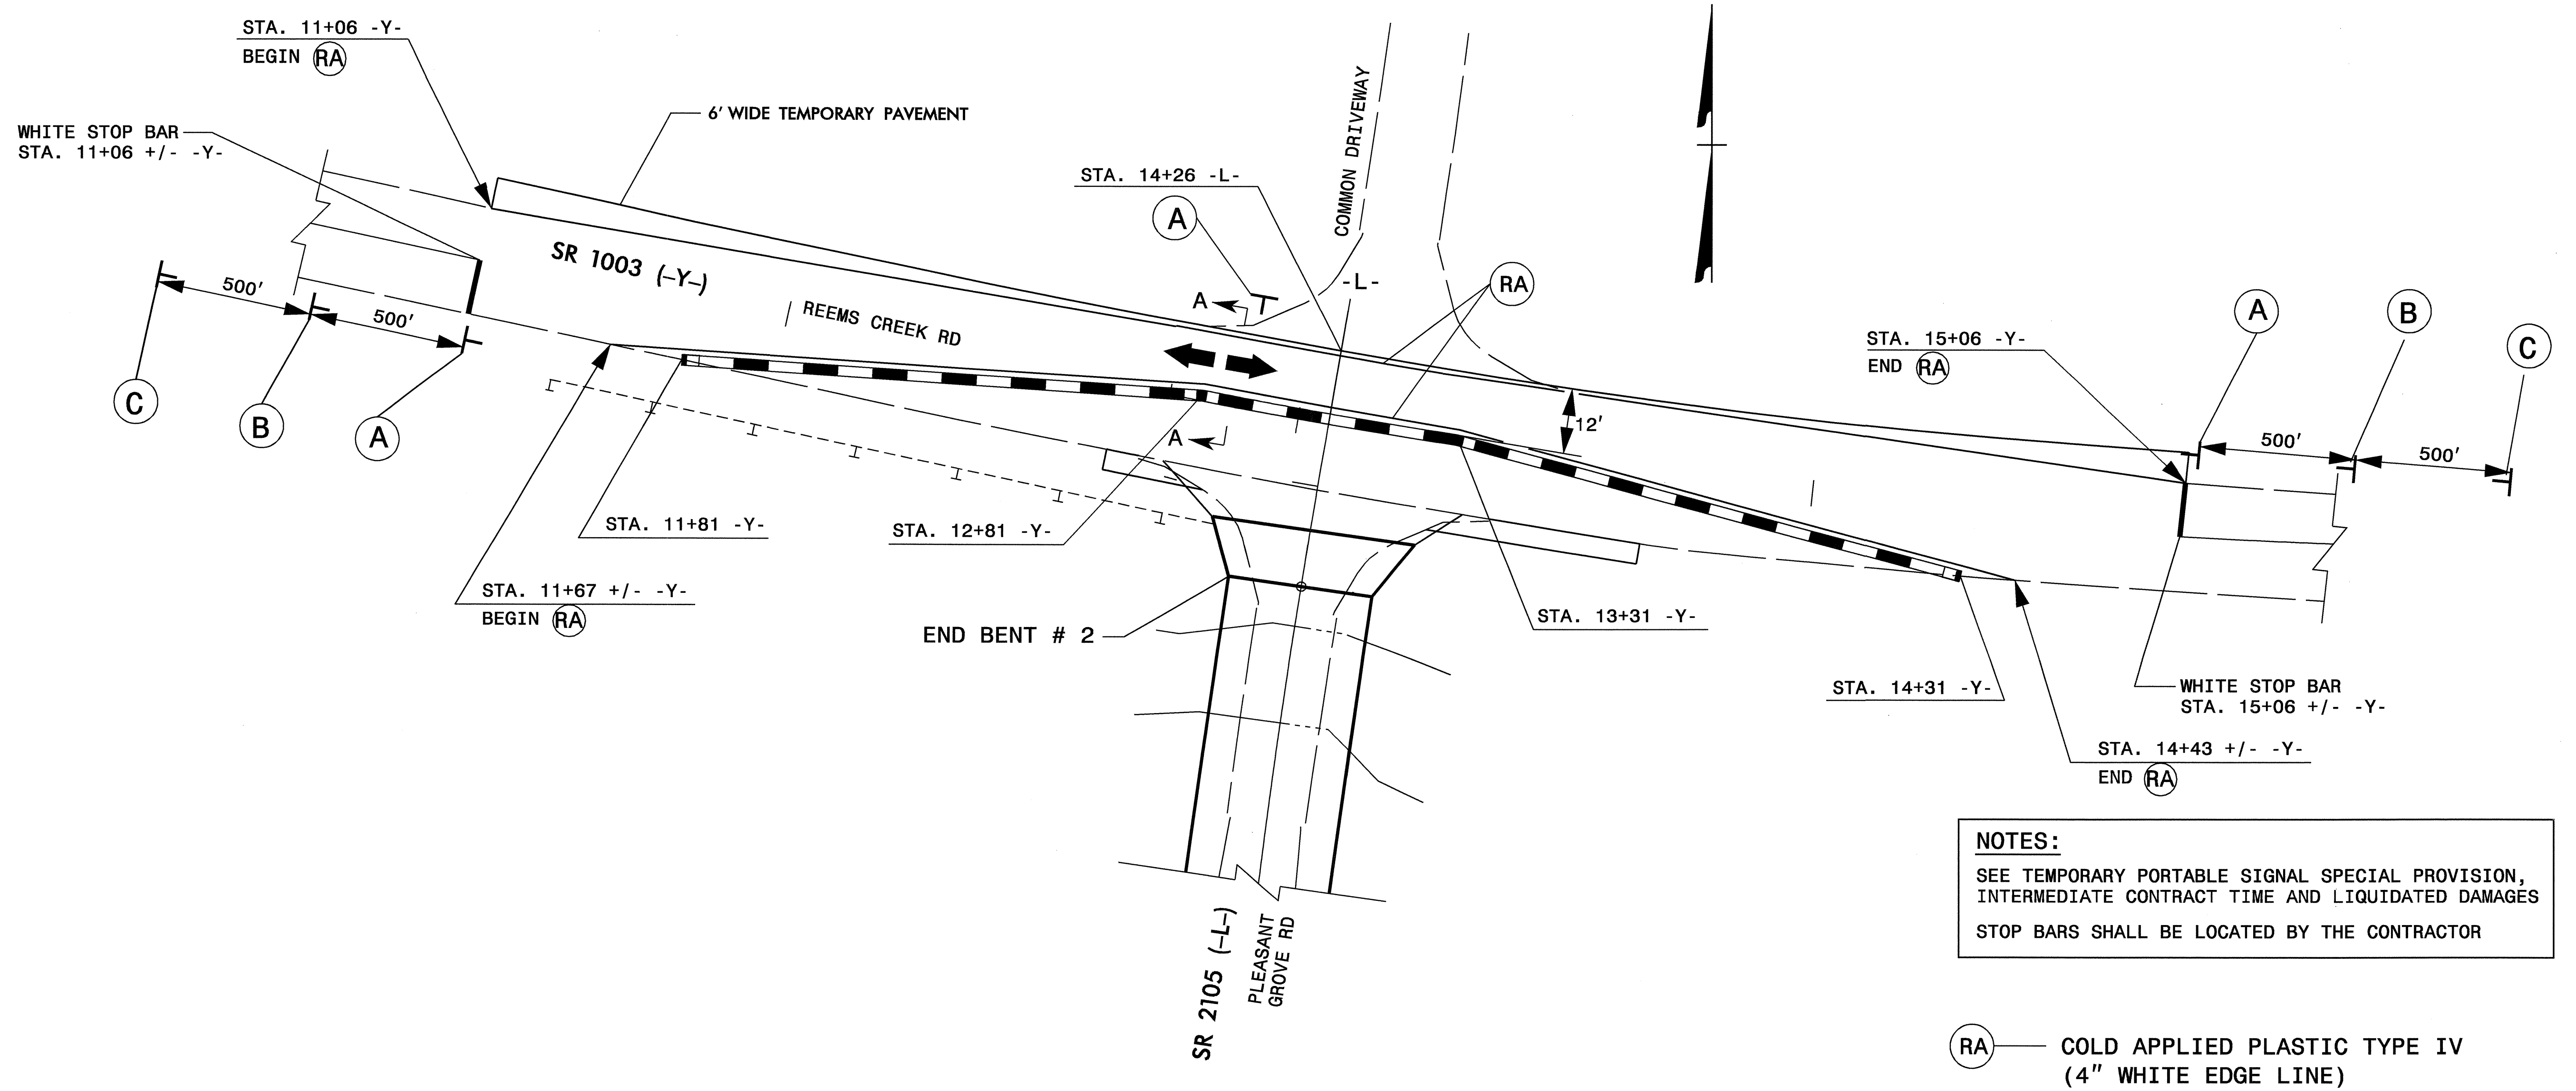 STA. 11+06 -Y-
BEGIN RA
WHITE STOP BAR
STA. 11+06 +/- -Y-
6' WIDE TEMPORARY PAVEMENT
STA. 14+26 -L-
A
COMMON DRIVEWAY
-L-
RA
SR 1003 (-Y-)
REEMS CREEK RD
A
A
12'
500'
500'
C
B
A
STA. 15+06 -Y-
END RA
A
B
C
500'
500'
STA. 11+81 -Y-
STA. 12+81 -Y-
STA. 11+67 +/- -Y-
BEGIN RA
END BENT # 2
STA. 13+31 -Y-
STA. 14+31 -Y-
WHITE STOP BAR
STA. 15+06 +/- -Y-
STA. 14+43 +/- -Y-
END RA
SR 2105 (-L-)
PLEASANT
GROVE RD
NOTES:
SEE TEMPORARY PORTABLE SIGNAL SPECIAL PROVISION,
INTERMEDIATE CONTRACT TIME AND LIQUIDATED DAMAGES
STOP BARS SHALL BE LOCATED BY THE CONTRACTOR
RA COLD APPLIED PLASTIC TYPE IV
(4" WHITE EDGE LINE)